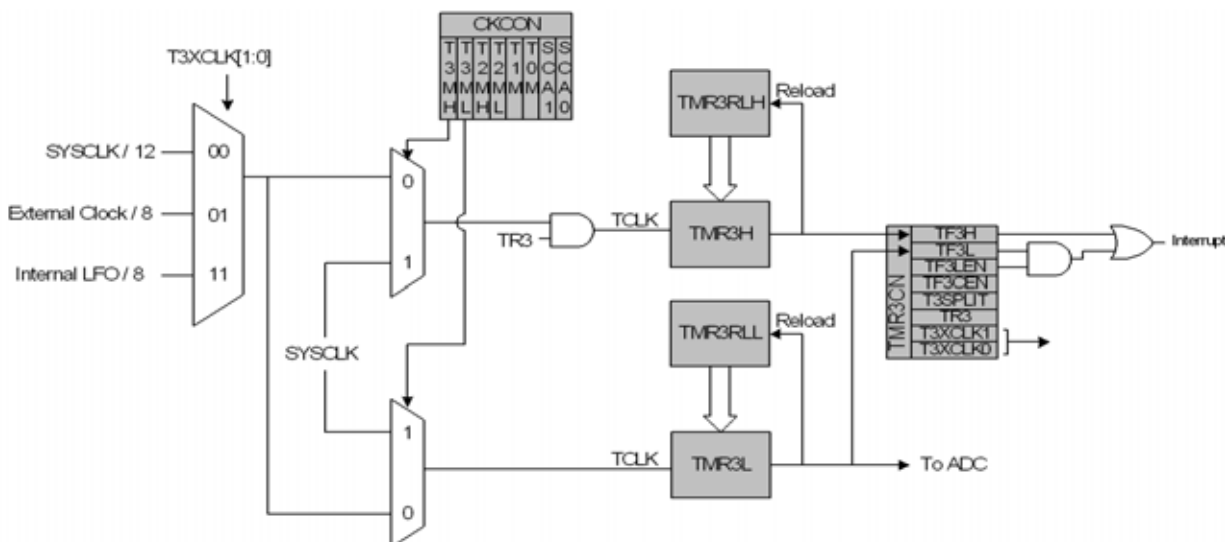 CKCON
T3MH T3ML T2MH T2ML T1M T0M SCA1 SCA0
T3XCLK[1:0]
SYSCLK / 12
00
External Clock / 8
01
Internal LFO / 8
11
0
1
SYSCLK
1
0
TR3
TCLK
TMR3RLH
Reload
TMR3H
TMR3RLL
Reload
TCLK
TMR3L
To ADC
TMR3CN
TF3H
TF3L
TF3LEN
TF3CEN
T3SPLIT
TR3
T3XCLK1
T3XCLK0
Interrupt